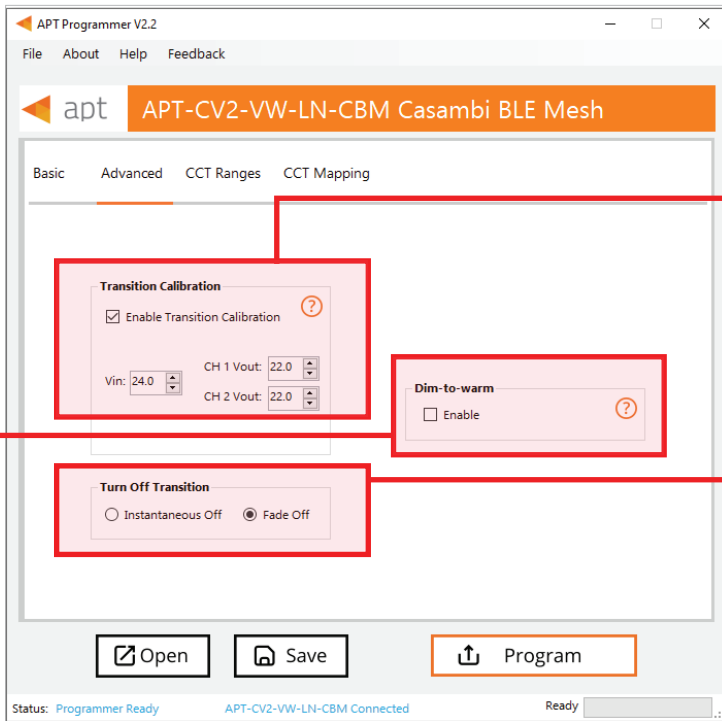 APT Programmer V2.2
File About Help Feedback
apt APT-CV2-VW-LN-CBM Casambi BLE Mesh
Basic Advanced CCT Ranges CCT Mapping
Transition Calibration
?
Enable Transition Calibration
Vin: 24.0
CH 1 Vout: 22.0
CH 2 Vout: 22.0
Dim-to-warm
Enable
?
Turn Off Transition
Instantaneous Off Fade Off
Open Save Program
Status: Programmer Ready APT-CV2-VW-LN-CBM Connected Ready